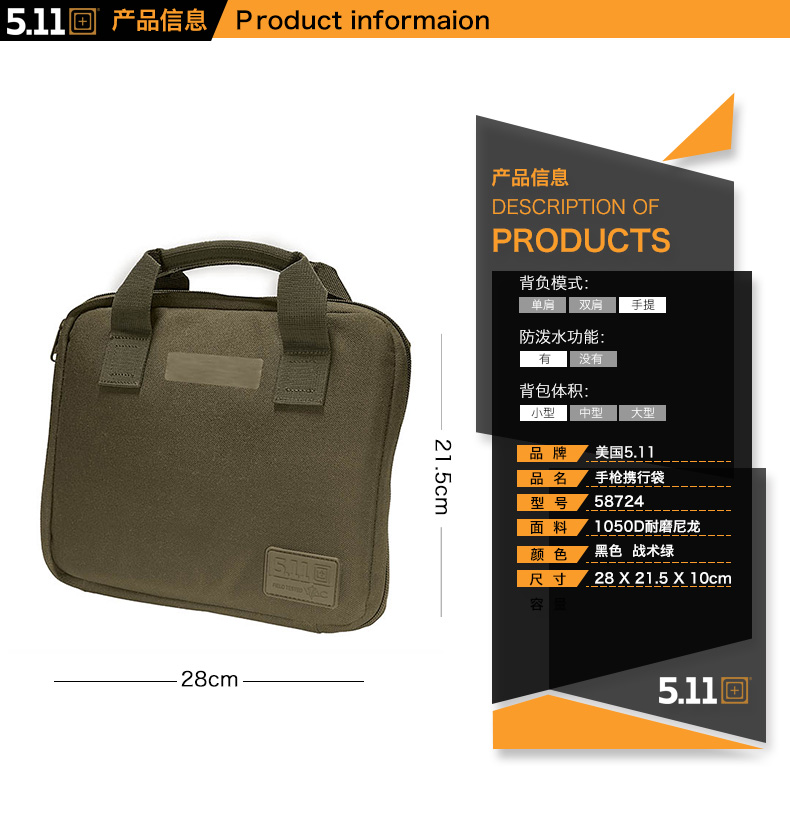 5.11 产品信息 Product informaion
产品信息
DESCRIPTION OF
PRODUCTS
背负模式：
单肩 双肩 手提
防泼水功能：
有 没有
背包体积：
小型 中型 大型
品 牌 美国5.11
品 名 手枪携行袋
型 号 58724
面 料 1050D耐磨尼龙
颜 色 黑色 战术绿
尺 寸 28 X 21.5 X 10cm
容
21.5cm
5.11
28cm
5.11